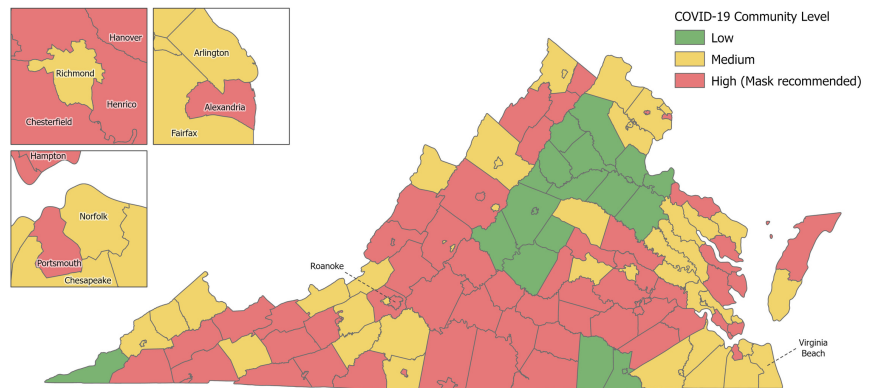 COVID-19 Community Level
Low
Medium
High (Mask recommended)
Hanover
Richmond
Henrico
Chesterfield
Arlington
Alexandria
Fairfax
Hampton
Norfolk
Portsmouth
Chesapeake
Roanoke
Virginia
Beach